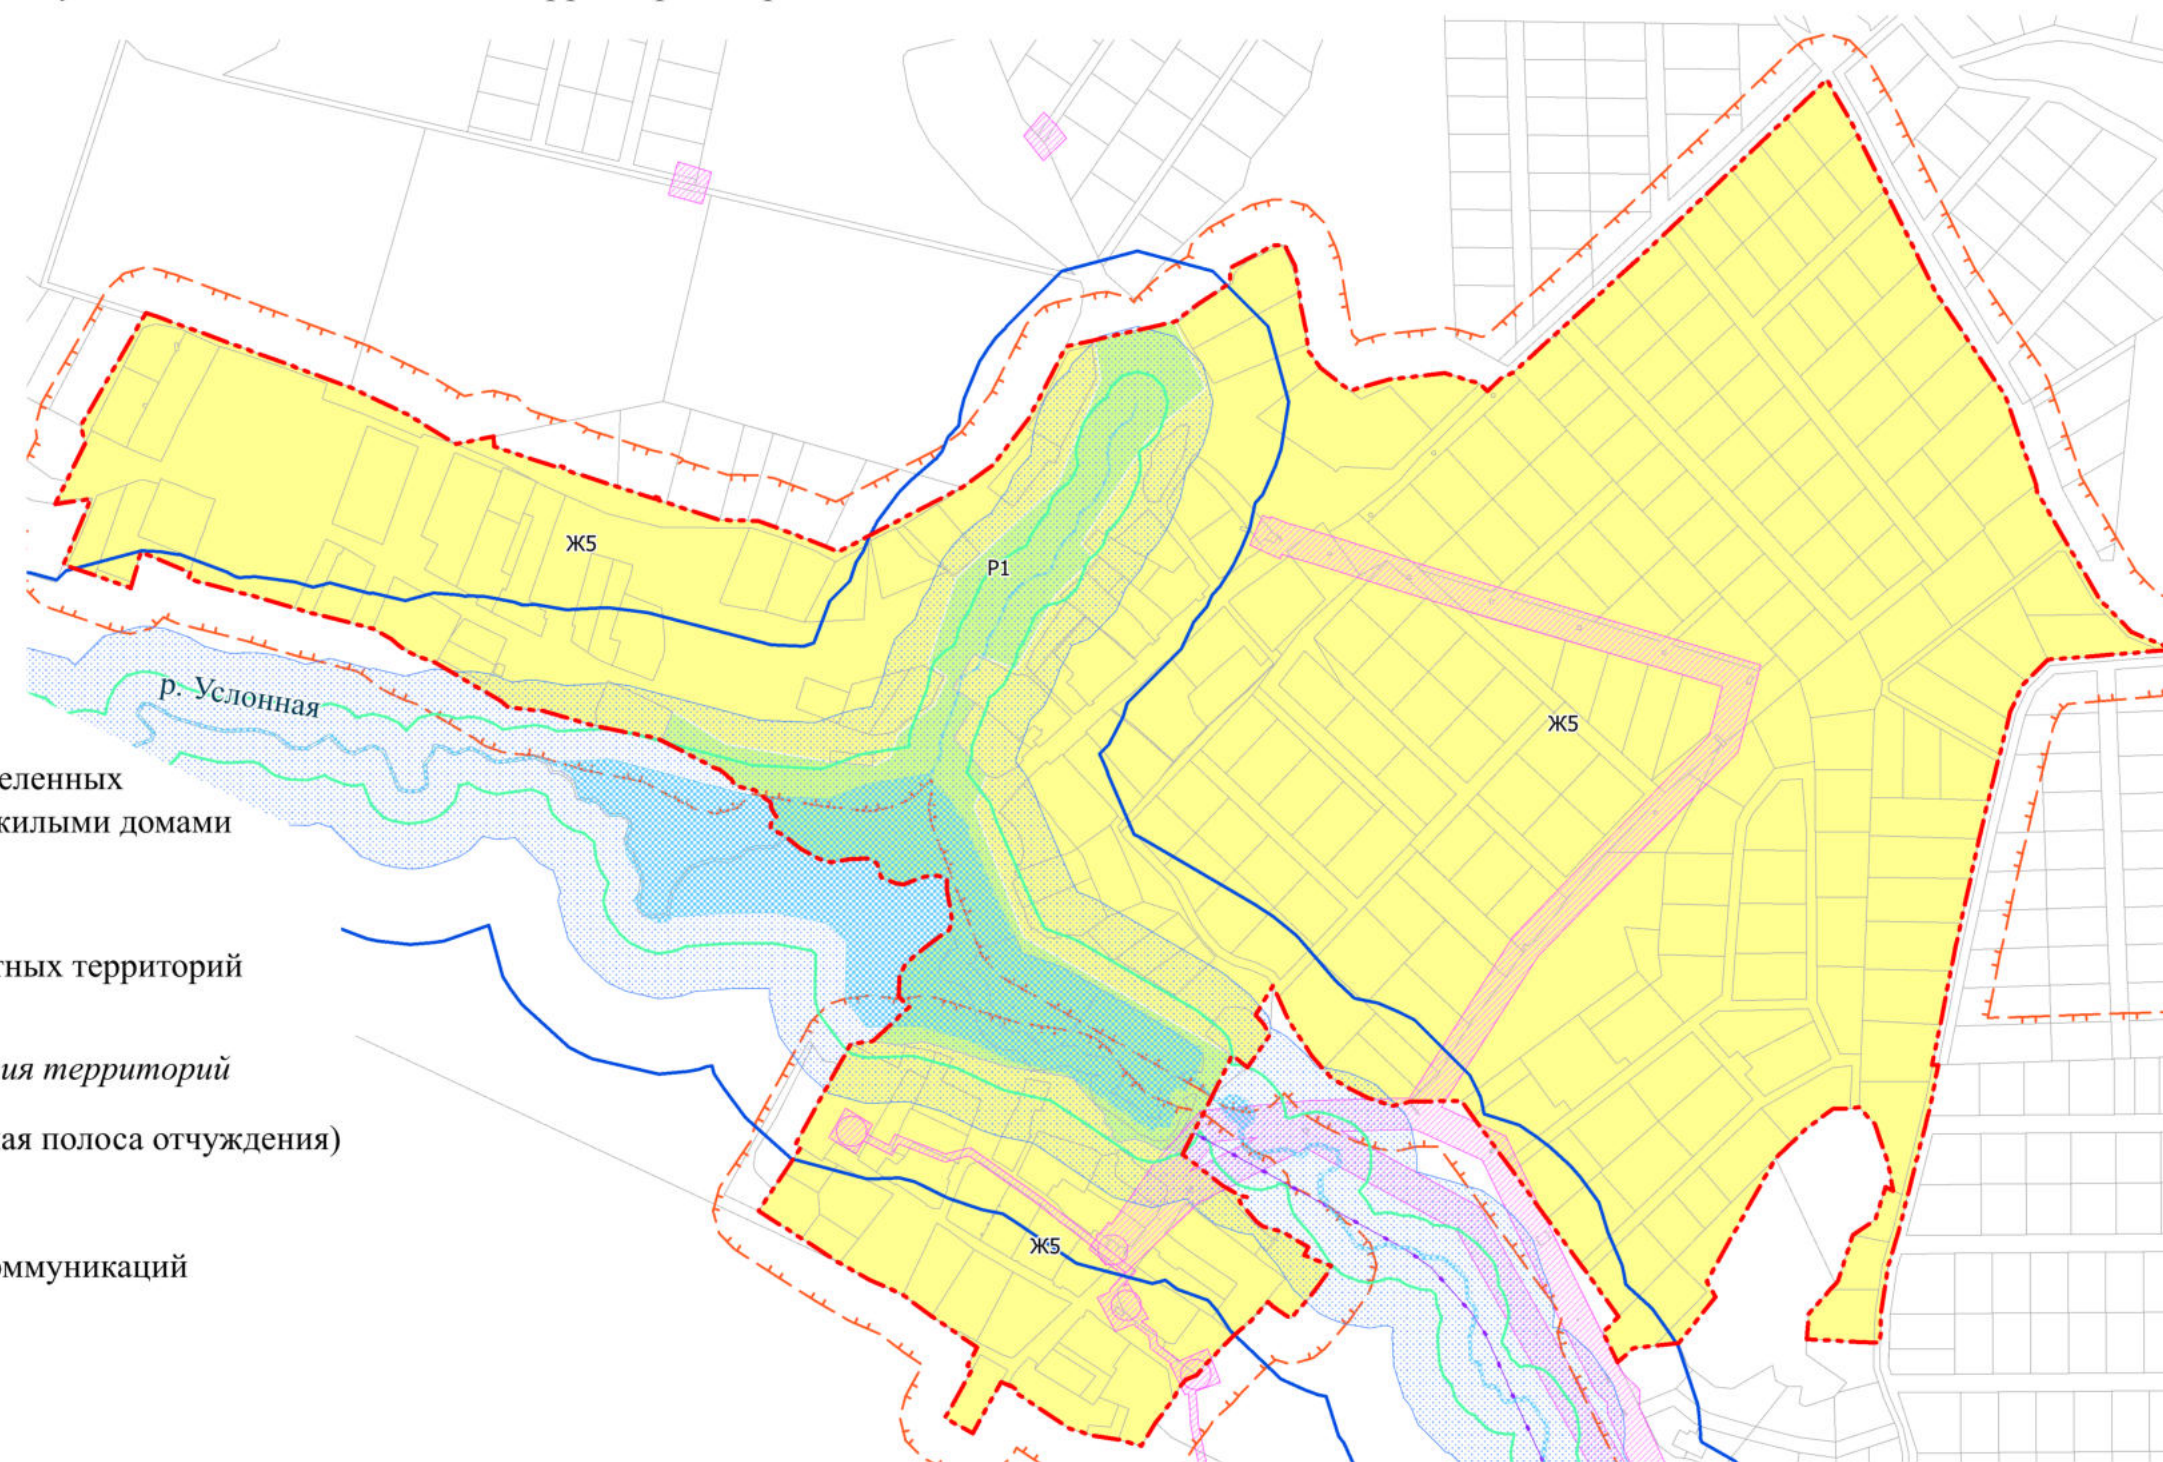 Ж5
Р1
р. Услонная
Ж5
еленных
жилыми домами
тных территорий
ия территорий
ая полоса отчуждения)
Ж5
оммуникаций